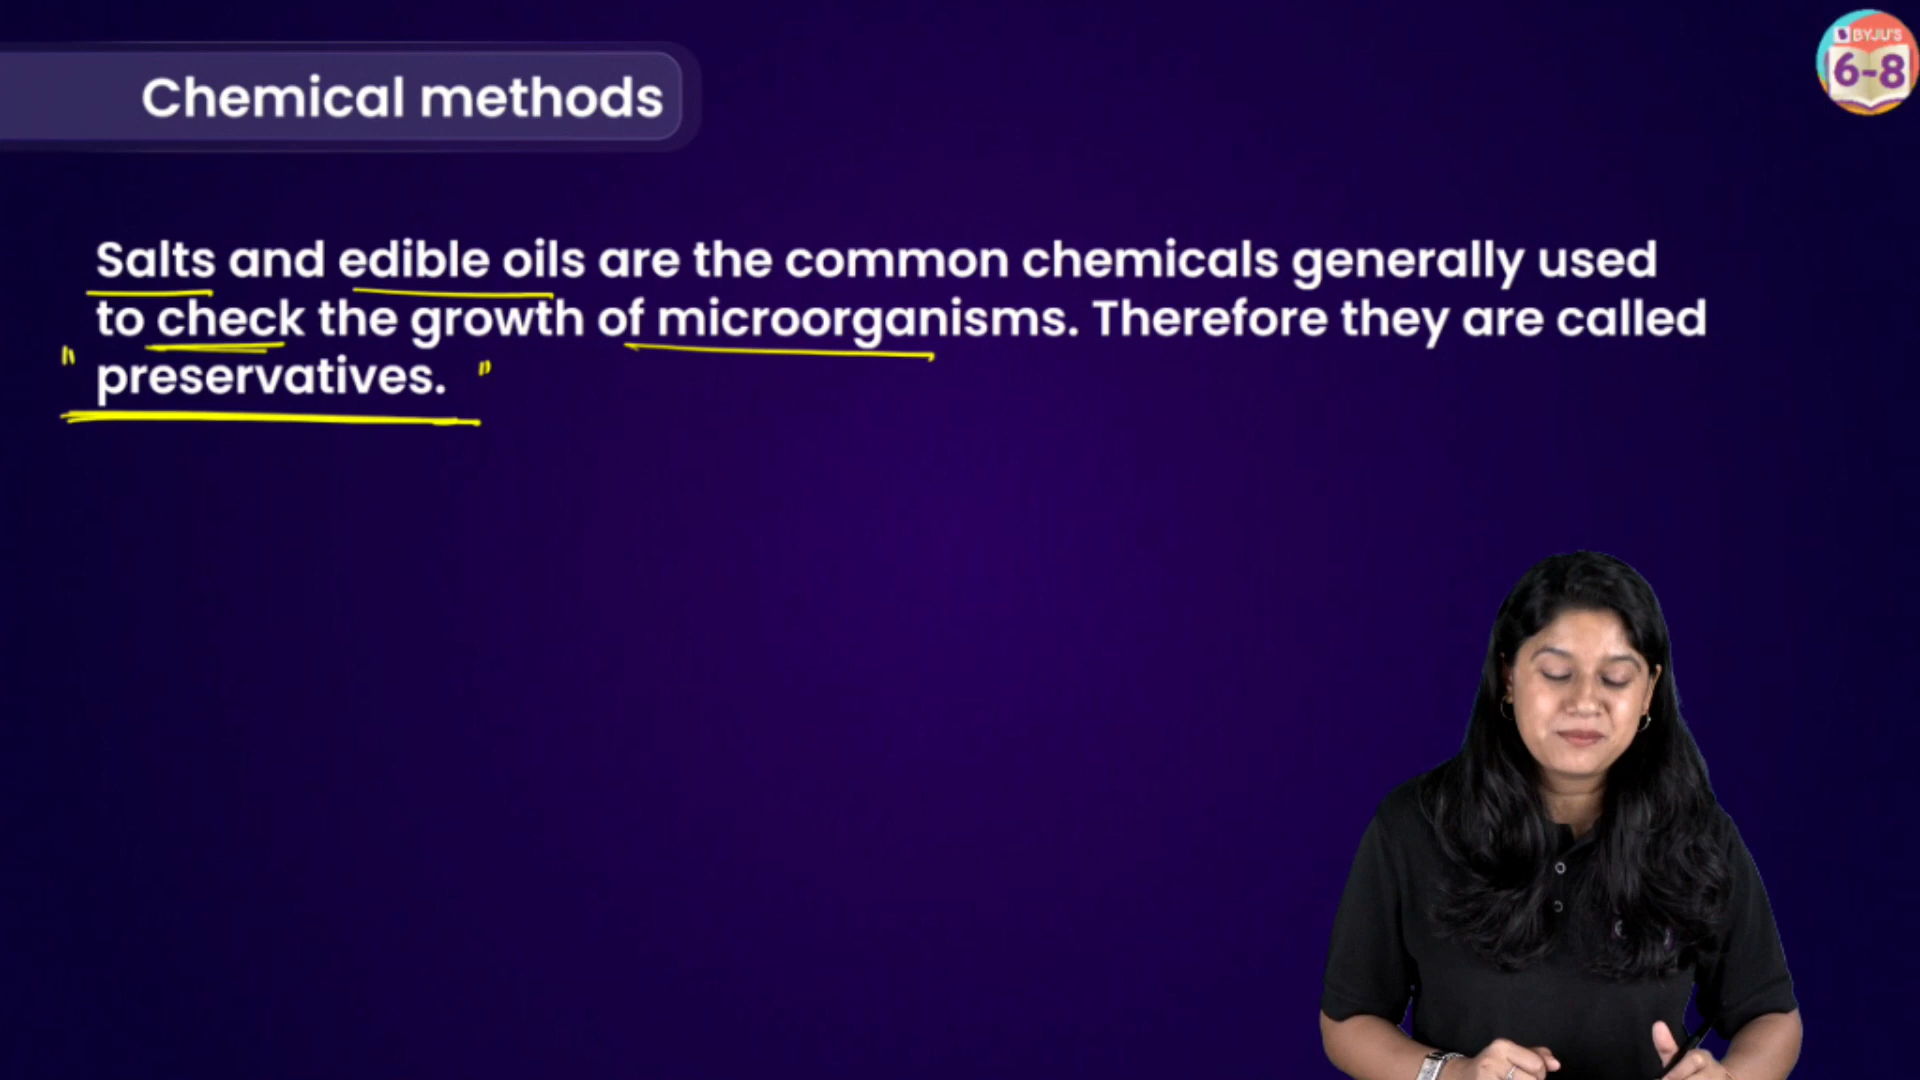 BYJU'S
6-8
Chemical methods
Salts and edible oils are the common chemicals generally used
to check the growth of microorganisms. Therefore they are called
" preservatives. "